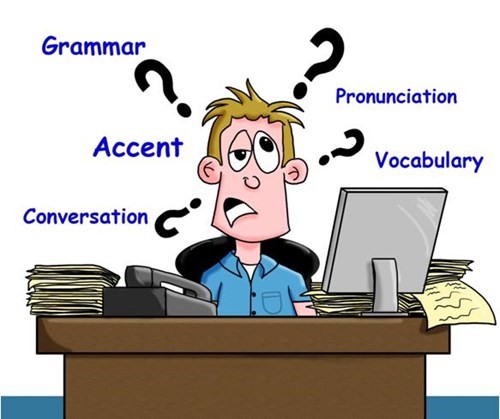 Grammar
Pronunciation
Accent
Vocabulary
Conversation